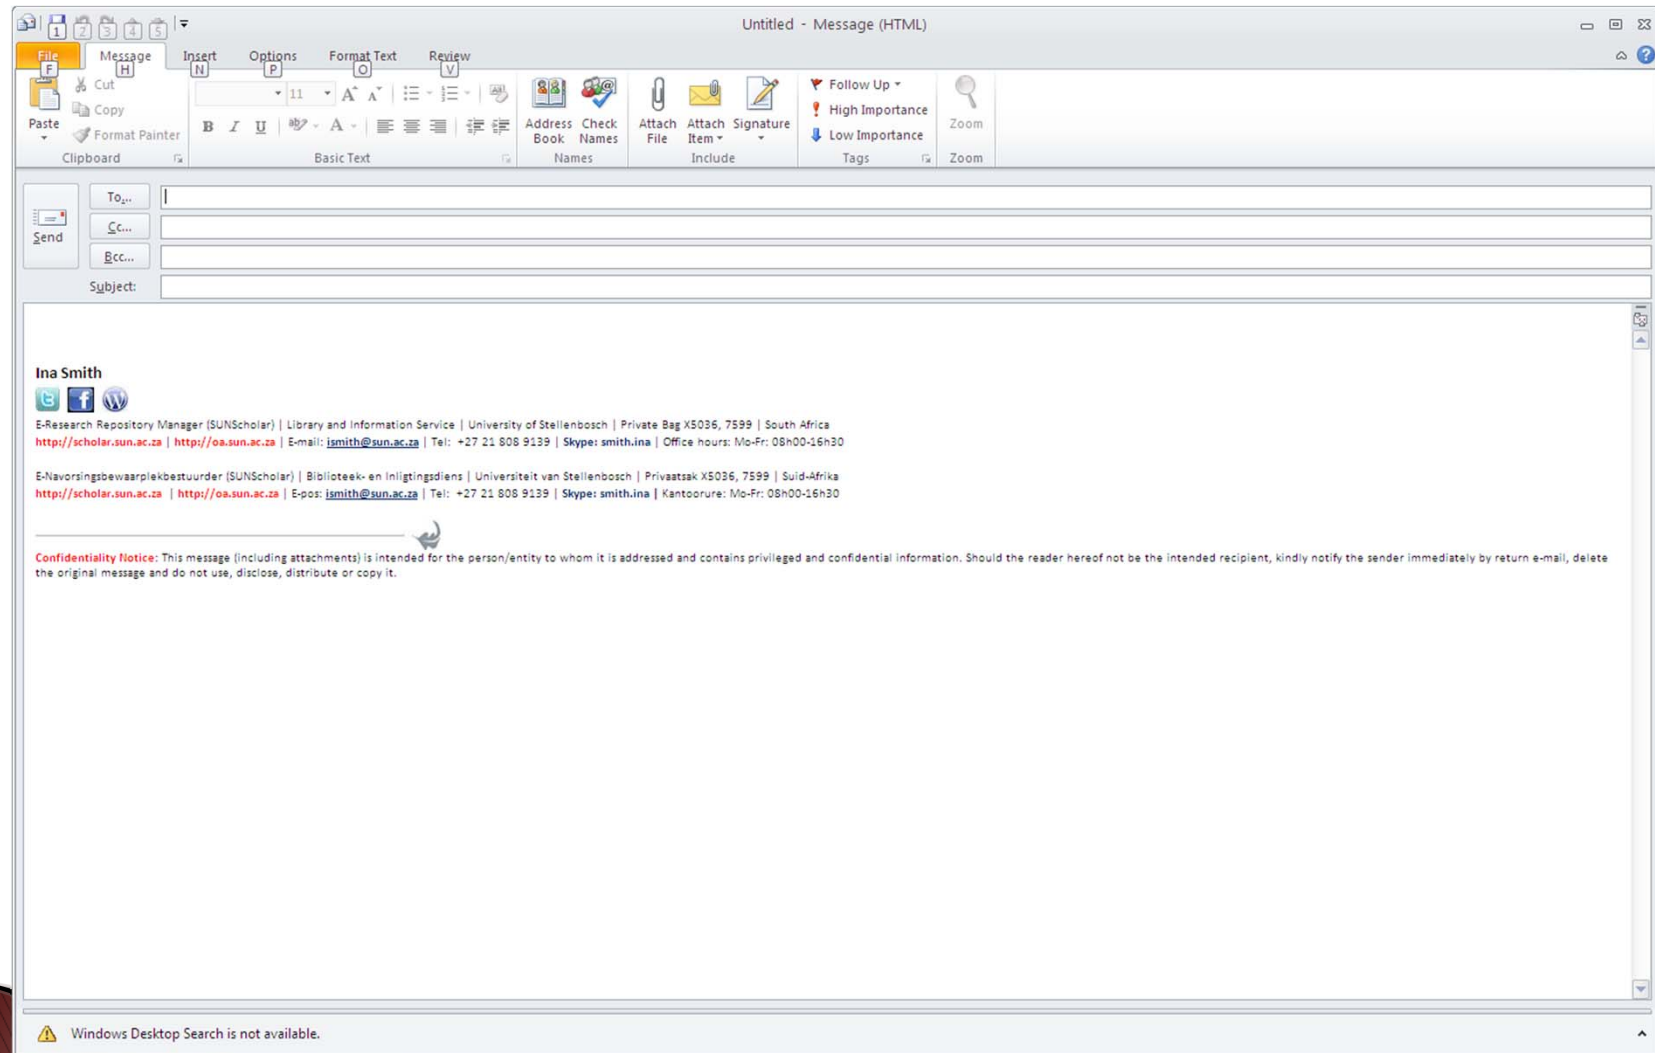 Untitled - Message (HTML)
1 2 3 4 5
File Message Insert Options Format Text Review
F H N P O V
Paste
Cut
Copy
Format Painter
Clipboard
11
B I U
Basic Text
Address Book
Check Names
Names
Attach File
Attach Item
Signature
Include
Follow Up
High Importance
Low Importance
Tags
Zoom
Zoom
Send
To...
Cc...
Bcc...
Subject:
Ina Smith
E-Research Repository Manager (SUNScholar) | Library and Information Service | University of Stellenbosch | Private Bag X5036, 7599 | South Africa
http://scholar.sun.ac.za | http://oa.sun.ac.za | E-mail: ismith@sun.ac.za | Tel: +27 21 808 9139 | Skype: smith.ina | Office hours: Mo-Fr: 08h00-16h30
E-Navorsingsbewaarplekbestuurder (SUNScholar) | Biblioteek- en Inligtingsdiens | Universiteit van Stellenbosch | Privaatsak X5036, 7599 | Suid-Afrika
http://scholar.sun.ac.za | http://oa.sun.ac.za | E-pos: ismith@sun.ac.za | Tel: +27 21 808 9139 | Skype: smith.ina | Kantoorure: Mo-Fr: 08h00-16h30
Confidentiality Notice: This message (including attachments) is intended for the person/entity to whom it is addressed and contains privileged and confidential information. Should the reader hereof not be the intended recipient, kindly notify the sender immediately by return e-mail, delete
the original message and do not use, disclose, distribute or copy it.
Windows Desktop Search is not available.